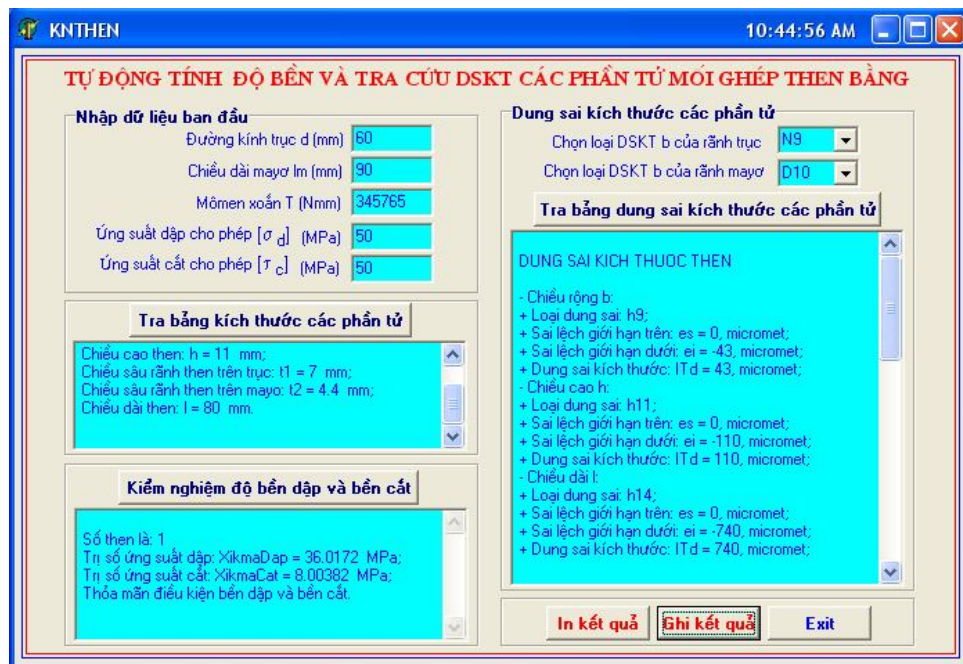 KNTHEN
10:44:56 AM
TỰ ĐỘNG TÍNH ĐỘ BỀN VÀ TRA CỨU DSKT CÁC PHẦN TỬ MỐI GHÉP THEN BẰNG
Nhập dữ liệu ban đầu
Đường kính trục d (mm) 60
Chiều dài mayơ lm (mm) 90
Mômen xoắn T (Nmm) 345765
Ứng suất dập cho phép [σ d] (MPa) 50
Ứng suất cắt cho phép [τ c] (MPa) 50
Tra bảng kích thước các phần tử
Chiều cao then: h = 11 mm;
Chiều sâu rãnh then trên trục: t1 = 7 mm;
Chiều sâu rãnh then trên mayơ: t2 = 4.4 mm;
Chiều dài then: l = 80 mm.
Kiểm nghiệm độ bền dập và bền cắt
Số then là: 1
Trị số ứng suất dập: XikmaDap = 36.0172 MPa;
Trị số ứng suất cắt: XikmaCat = 8.00382 MPa;
Thỏa mãn điều kiện bền dập và bền cắt.
Dung sai kích thước các phần tử
Chọn loại DSKT b của rãnh trục N9
Chọn loại DSKT b của rãnh mayơ D10
Tra bảng dung sai kích thước các phần tử
DUNG SAI KICH THUOC THEN
- Chiều rộng b:
+ Loại dung sai: h9;
+ Sai lệch giới hạn trên: es = 0, micromet;
+ Sai lệch giới hạn dưới: ei = -43, micromet;
+ Dung sai kích thước: ITd = 43, micromet;
- Chiều cao h:
+ Loại dung sai: h11;
+ Sai lệch giới hạn trên: es = 0, micromet;
+ Sai lệch giới hạn dưới: ei = -110, micromet;
+ Dung sai kích thước: ITd = 110, micromet;
- Chiều dài l:
+ Loại dung sai: h14;
+ Sai lệch giới hạn trên: es = 0, micromet;
+ Sai lệch giới hạn dưới: ei = -740, micromet;
+ Dung sai kích thước: ITd = 740, micromet;
In kết quả Ghi kết quả Exit